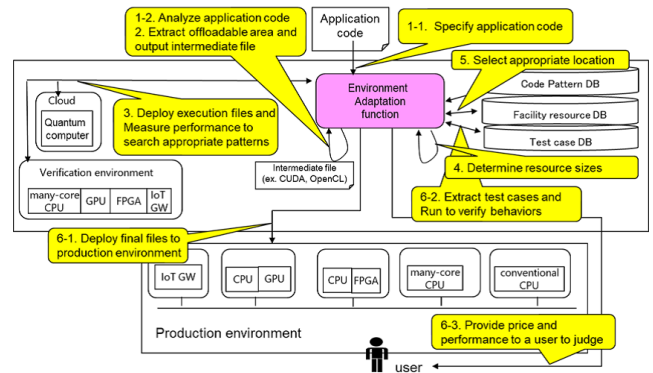 1-2. Analyze application code
2. Extract offloadable area and
output intermediate file
Application
code
1-1. Specify application code
5. Select appropriate location
Environment
Adaptation
function
Code Pattern DB
Facility resource DB
Test case DB
Cloud
Quantum
computer
3. Deploy execution files and
Measure performance to
search appropriate patterns
Intermediate file
(ex. CUDA, OpenCL)
4. Determine resource sizes
Verification environment
many-core
CPU
GPU
FPGA
IoT
GW
6-2. Extract test cases and
Run to verify behaviors
6-1. Deploy final files to
production environment
IoT GW
CPU
GPU
CPU
FPGA
many-core
CPU
conventional
CPU
Production environment
6-3. Provide price and
performance to a user to judge
user